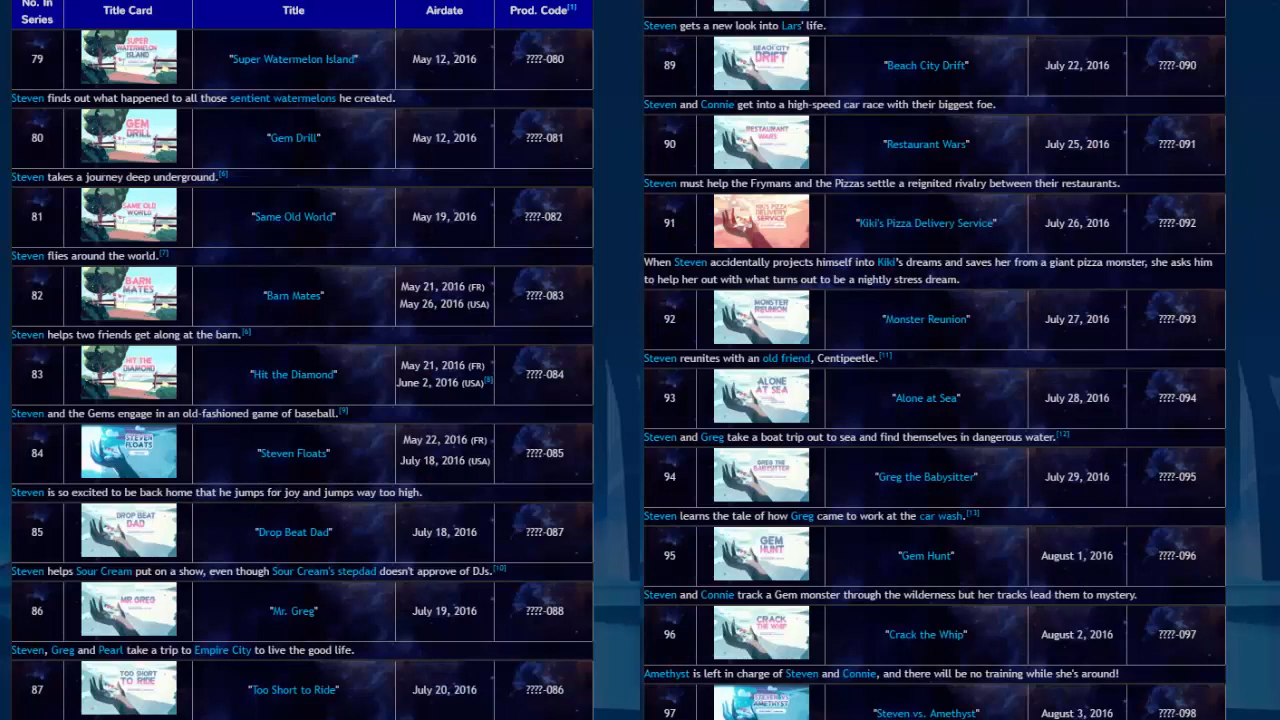 No. In
Series
Title Card
Title
Airdate
Prod. Code
79
SUPER
WATERMELON
ISLAND
"Super Watermelon Island"
May 12, 2016
Steven finds out what happened to all those sentient watermelons he created.
80
GEM
DRILL
"Gem Drill"
May 12, 2016
Steven takes a journey deep underground.[6]
81
SAME OLD
WORLD
"Same Old World"
May 19, 2016
????-082
Steven flies around the world.[7]
82
BARN
MATES
"Barn Mates"
May 21, 2016 (FR)
May 26, 2016 (USA)
Steven helps two friends get along at the barn.[6]
83
HIT THE
DIAMOND
"Hit the Diamond"
May 21, 2016 (FR)
June 2, 2016 (USA)
Steven and the Gems engage in an old-fashioned game of baseball.
84
STEVEN
FLOATS
"Steven Floats"
May 22, 2016 (FR)
July 18, 2016 (USA)
????-085
Steven is so excited to be back home that he jumps for joy and jumps way too high.
85
DROP BEAT
DAD
"Drop Beat Dad"
July 18, 2016
????-087
Steven helps Sour Cream put on a show, even though Sour Cream's stepdad doesn't approve of DJs.[10]
86
MR. GREG
"Mr. Greg"
July 19, 2016
????-088
Steven, Greg and Pearl take a trip to Empire City to live the good life.
87
TOO SHORT
TO RIDE
"Too Short to Ride"
July 20, 2016
????-086
Steven gets a new look into Lars' life.
89
BEACH CITY
DRIFT
"Beach City Drift"
July 22, 2016
Steven and Connie get into a high-speed car race with their biggest foe.
90
RESTAURANT
WARS
"Restaurant Wars"
July 25, 2016
????-091
Steven must help the Frymans and the Pizzas settle a reignited rivalry between their restaurants.
91
KIKI'S PIZZA
DELIVERY
SERVICE
"Kiki's Pizza Delivery Service"
July 26, 2016
When Steven accidentally projects himself into Kiki's dreams and saves her from a giant pizza monster, she asks him
to help her out with what turns out to be a nightly stress dream.
92
MONSTER
REUNION
"Monster Reunion"
July 27, 2016
Steven reunites with an old friend, Centipeetle.[11]
93
ALONE
AT SEA
"Alone at Sea"
July 28, 2016
Steven and Greg take a boat trip out to sea and find themselves in dangerous water.[12]
94
GREG THE
BABYSITTER
"Greg the Babysitter"
July 29, 2016
Steven learns the tale of how Greg came to work at the car wash.[13]
95
GEM
HUNT
"Gem Hunt"
August 1, 2016
Steven and Connie track a Gem monster through the wilderness but her tracks lead them to mystery.
96
CRACK
THE WHIP
"Crack the Whip"
August 2, 2016
Amethyst is left in charge of Steven and Connie, and there will be no training while she's around!
97
STEVEN VS.
AMETHYST
"Steven vs. Amethyst"
August 3, 2016